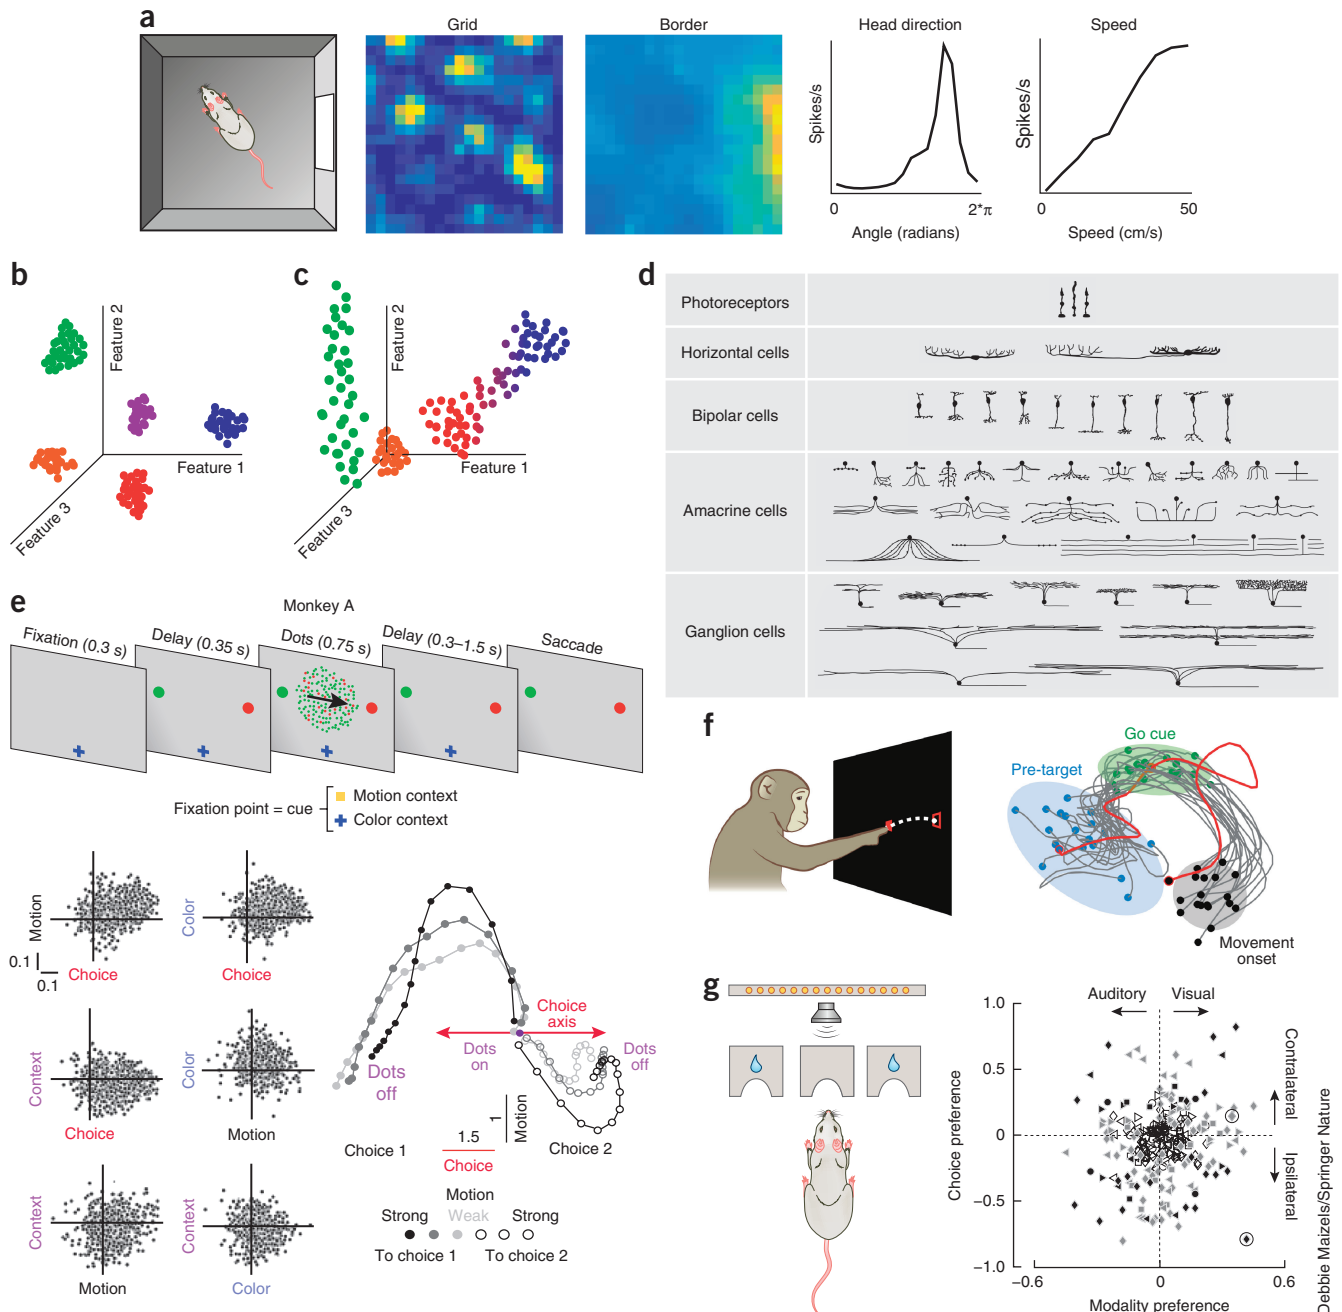 a
Grid
Border
Head direction
Speed
Spikes/s
0
2*π
Angle (radians)
Spikes/s
0
50
Speed (cm/s)
b
Feature 2
Feature 1
Feature 3
c
Feature 2
Feature 1
Feature 3
d
Photoreceptors
Horizontal cells
Bipolar cells
Amacrine cells
Ganglion cells
e
Monkey A
Fixation (0.3 s)
Delay (0.35 s)
Dots (0.75 s)
Delay (0.3–1.5 s)
Saccade
Fixation point = cue
Motion context
Color context
Motion
0.1
0.1
Choice
Color
Choice
Context
Choice
Color
Motion
Context
Motion
Context
Color
Choice
axis
Dots
on
Dots
off
Dots
off
1
Motion
1.5
Choice
Choice 1
Choice 2
Motion
Strong
Weak
Strong
To choice 1
To choice 2
f
Go cue
Pre-target
Movement
onset
g
Auditory
Visual
1.0
0.5
0
−0.5
−1.0
Choice preference
Contralateral
Ipsilateral
−0.6
0
0.6
Modality preference
Debbie Maizels/Springer Nature